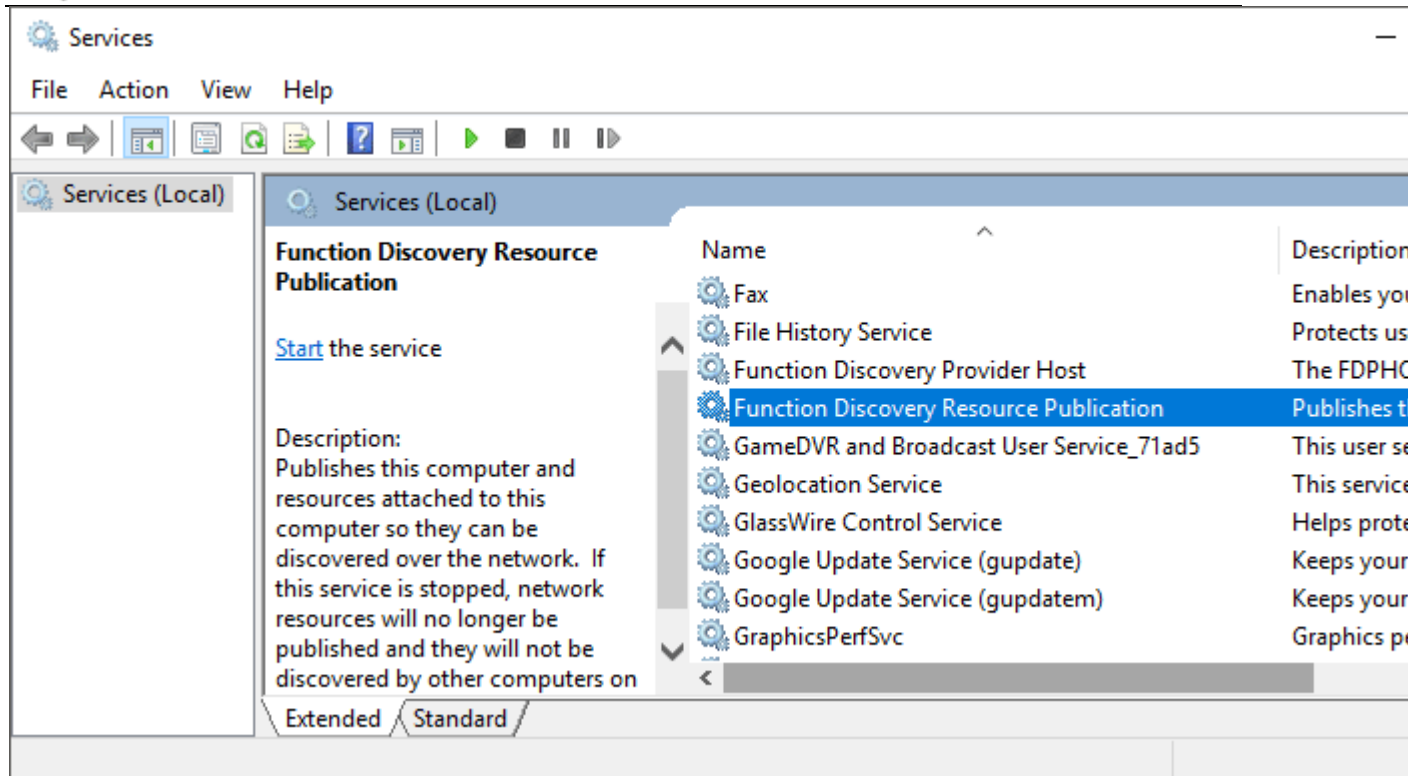 Services
File Action View Help
Services (Local)
Services (Local)
Function Discovery Resource
Publication
Start the service
Description:
Publishes this computer and
resources attached to this
computer so they can be
discovered over the network. If
this service is stopped, network
resources will no longer be
published and they will not be
discovered by other computers on
Name Description
Fax Enables you
File History Service Protects us
Function Discovery Provider Host The FDPHO
Function Discovery Resource Publication Publishes th
GameDVR and Broadcast User Service_71ad5 This user se
Geolocation Service This service
GlassWire Control Service Helps prote
Google Update Service (gupdate) Keeps your
Google Update Service (gupdatem) Keeps your
GraphicsPerfSvc Graphics pe
Extended Standard